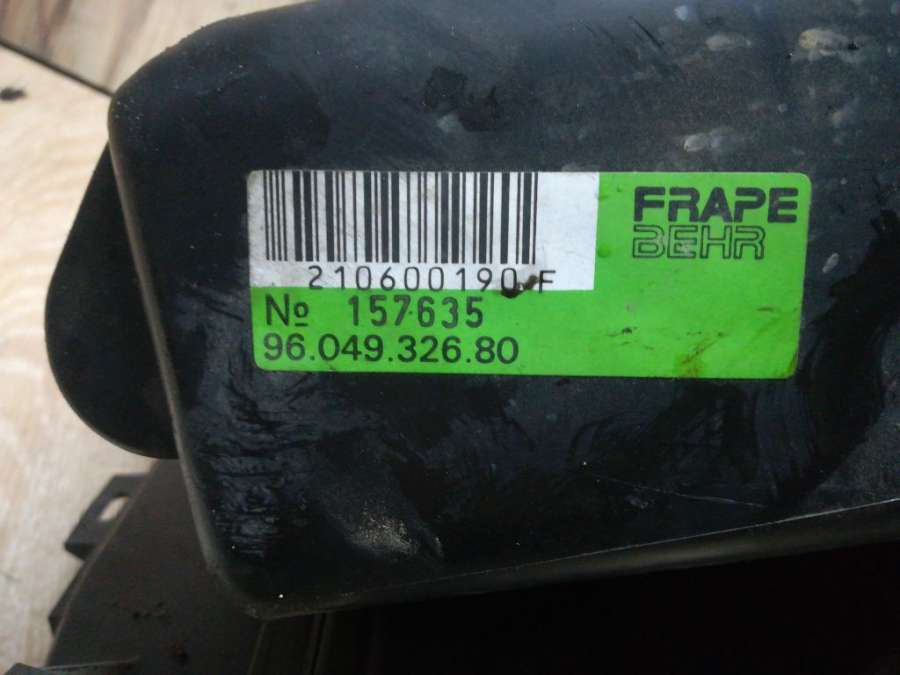 FRAPE
BEHR
210600190 F
Nº 157635
96.049.326.80